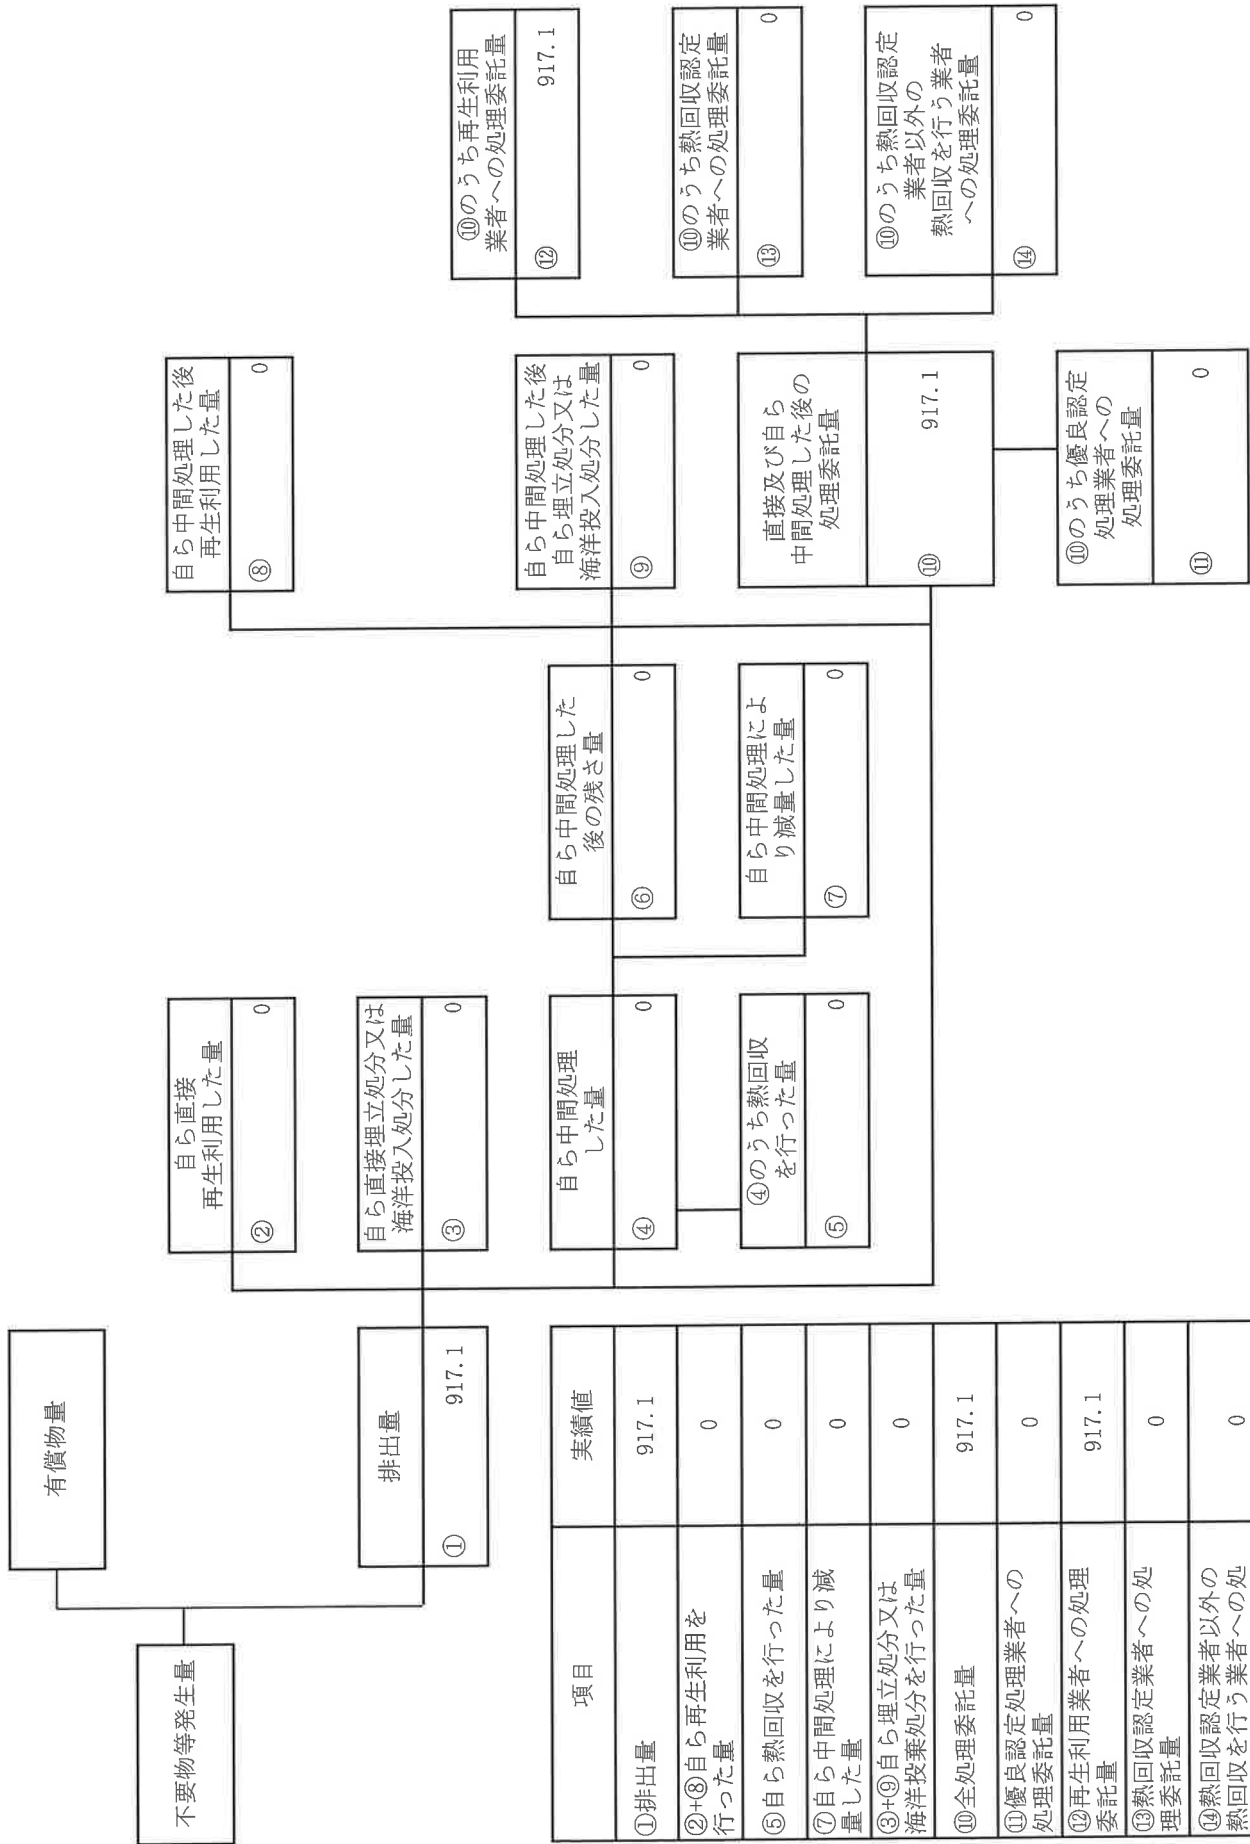 有償物量
不要物等発生量
排出量
① 917.1
自ら直接
再生利用した量
② 0
自ら直接埋立処分又は
海洋投入処分した量
③ 0
自ら中間処理
した量
④ 0
④のうち熱回収
を行った量
⑤ 0
自ら中間処理した
後の残さ量
⑥ 0
自ら中間処理によ
り減量した量
⑦ 0
自ら中間処理した後
再生利用した量
⑧ 0
自ら中間処理した後
自ら埋立処分又は
海洋投入処分した量
⑨ 0
直接及び自ら
中間処理した後の
処理委託量
⑩ 917.1
⑩のうち優良認定
処理業者への
処理委託量
⑪ 0
⑩のうち再生利用
業者への処理委託量
⑫ 917.1
⑩のうち熱回収認定
業者への処理委託量
⑬ 0
⑩のうち熱回収認定
業者以外の
熱回収を行う業者
への処理委託量
⑭ 0
項目 実績値
①排出量 917.1
②+⑧自ら再生利用を
行った量 0
⑤自ら熱回収を行った量 0
⑦自ら中間処理により減
量した量 0
③+⑨自ら埋立処分又は
海洋投棄処分を行った量 0
⑩全処理委託量 917.1
⑪優良認定処理業者への
処理委託量 0
⑫再生利用業者への処理
委託量 917.1
⑬熱回収認定業者への処
理委託量 0
⑭熱回収認定業者以外の
熱回収を行う業者への処 0